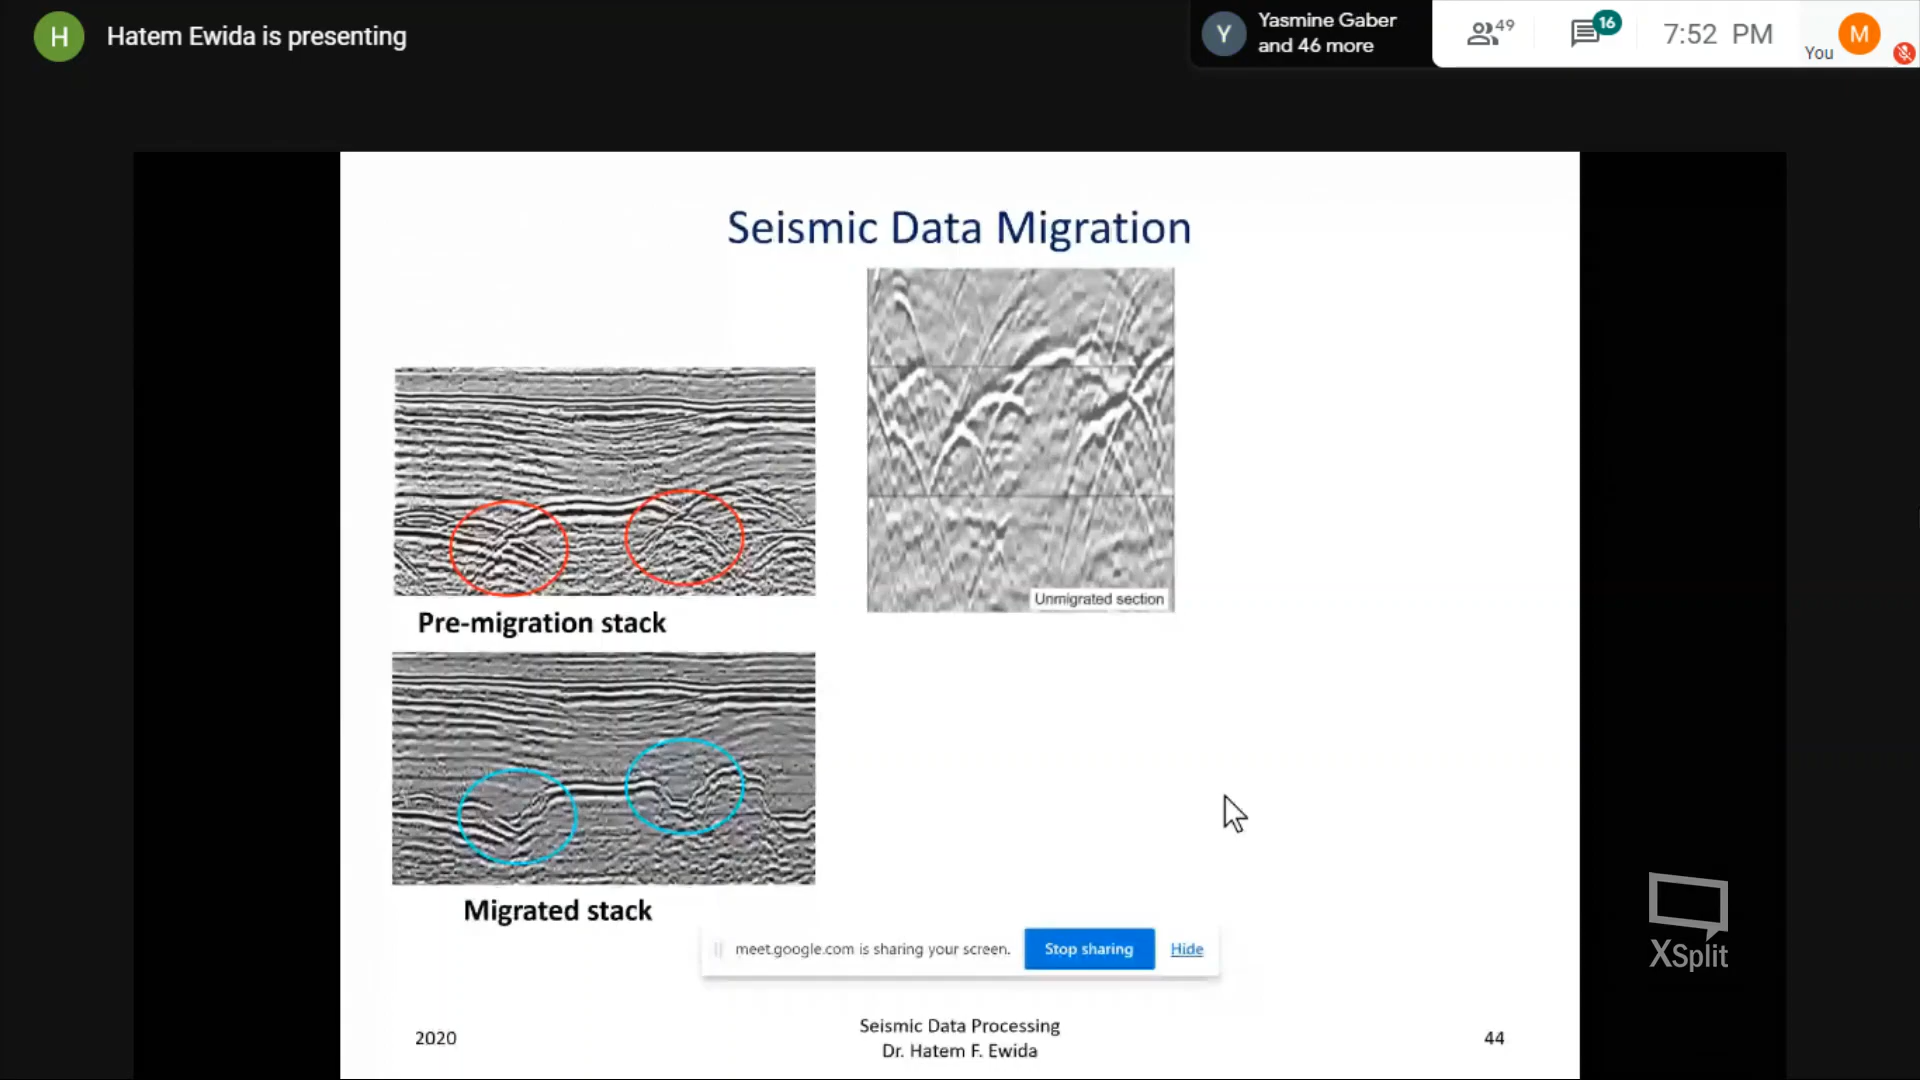 H
Hatem Ewida is presenting
Y
Yasmine Gaber
and 46 more
49
16
7:52 PM
You
M
Seismic Data Migration
Unmigrated section
Pre-migration stack
Migrated stack
meet.google.com is sharing your screen.
Stop sharing
Hide
XSplit
2020
Seismic Data Processing
Dr. Hatem F. Ewida
44